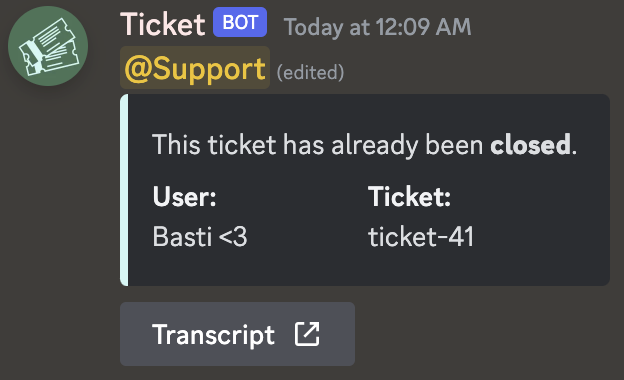 Ticket BOT Today at 12:09 AM
@Support (edited)
This ticket has already been closed.
User: Ticket:
Basti <3 ticket-41
Transcript